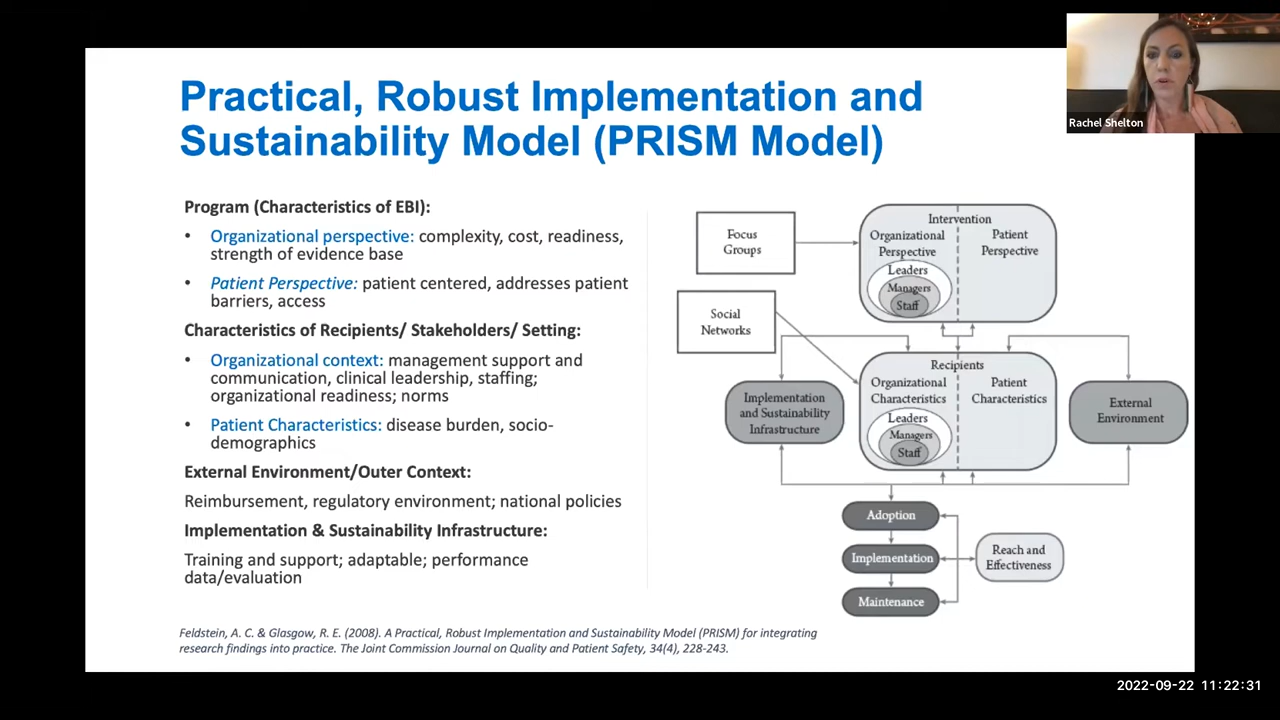 Practical, Robust Implementation and
Sustainability Model (PRISM Model)
Rachel Shelton
Program (Characteristics of EBI):
• Organizational perspective: complexity, cost, readiness,
strength of evidence base
• Patient Perspective: patient centered, addresses patient
barriers, access
Characteristics of Recipients/ Stakeholders/ Setting:
• Organizational context: management support and
communication, clinical leadership, staffing;
organizational readiness; norms
• Patient Characteristics: disease burden, socio-
demographics
External Environment/Outer Context:
Reimbursement, regulatory environment; national policies
Implementation & Sustainability Infrastructure:
Training and support; adaptable; performance
data/evaluation
Focus
Groups
Social
Networks
Intervention
Organizational
Perspective
Leaders
Managers
Staff
Patient
Perspective
Recipients
Organizational
Characteristics
Leaders
Managers
Staff
Patient
Characteristics
Implementation
and Sustainability
Infrastructure
External
Environment
Adoption
Implementation
Maintenance
Reach and
Effectiveness
Feldstein, A. C. & Glasgow, R. E. (2008). A Practical, Robust Implementation and Sustainability Model (PRISM) for integrating
research findings into practice. The Joint Commission Journal on Quality and Patient Safety, 34(4), 228-243.
2022-09-22 11:22:31